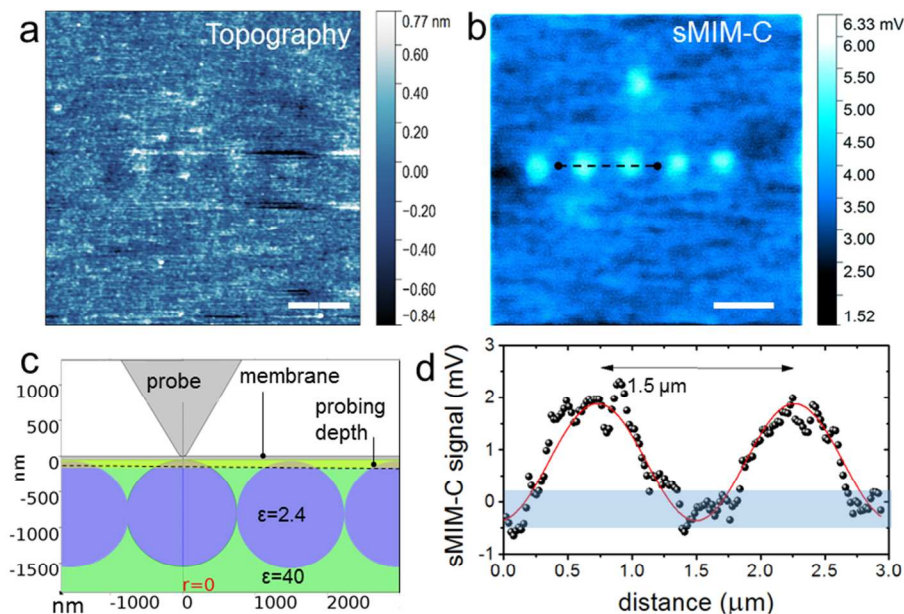 a
Topography
0.77 nm
0.60
0.40
0.20
0.00
−0.20
−0.40
−0.60
−0.84
b
sMIM-C
6.33 mV
6.00
5.50
5.00
4.50
4.00
3.50
3.00
2.50
1.52
c
probe
membrane
probing
depth
1000
500
0
-500
-1000
-1500
nm
ε=2.4
ε=40
r=0
nm
-1000
0
1000
2000
d
sMIM-C signal (mV)
3
2
1
0
-1
1.5 µm
0.0
0.5
1.0
1.5
2.0
2.5
3.0
distance (µm)